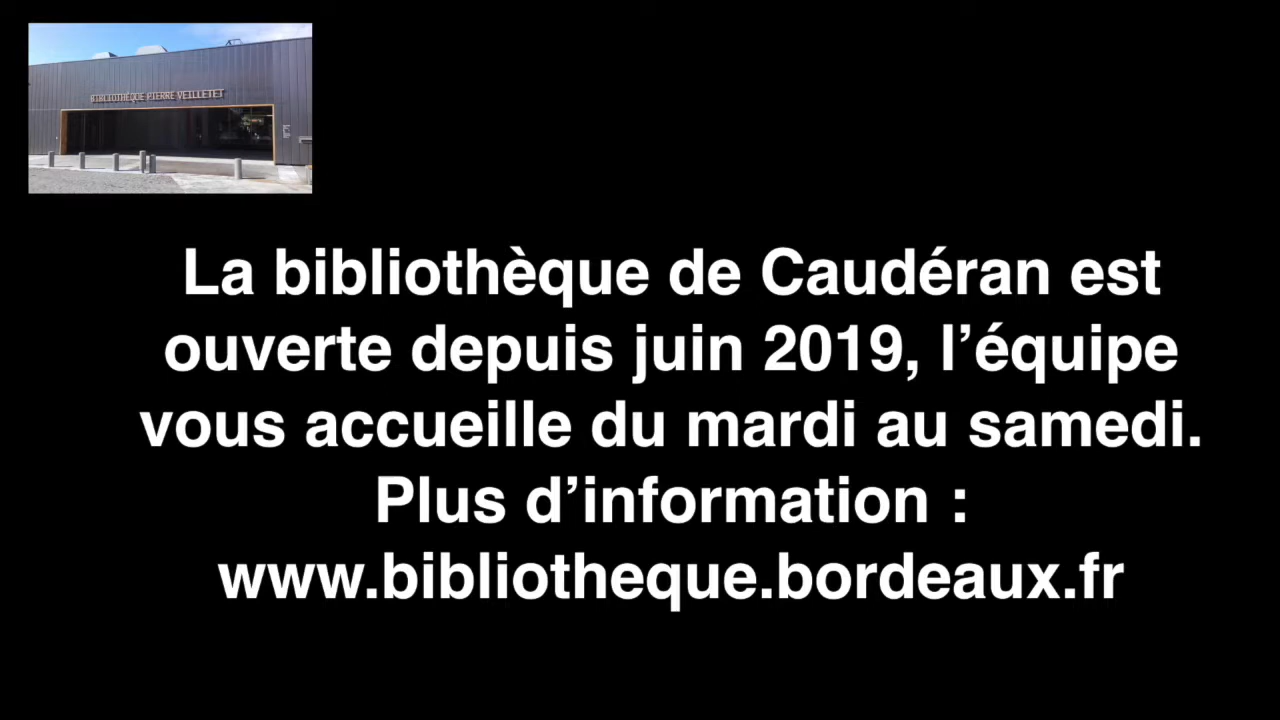 BIBLIOTHÈQUE PIERRE VEILLETET
La bibliothèque de Caudéran est
ouverte depuis juin 2019, l’équipe
vous accueille du mardi au samedi.
Plus d’information :
www.bibliotheque.bordeaux.fr